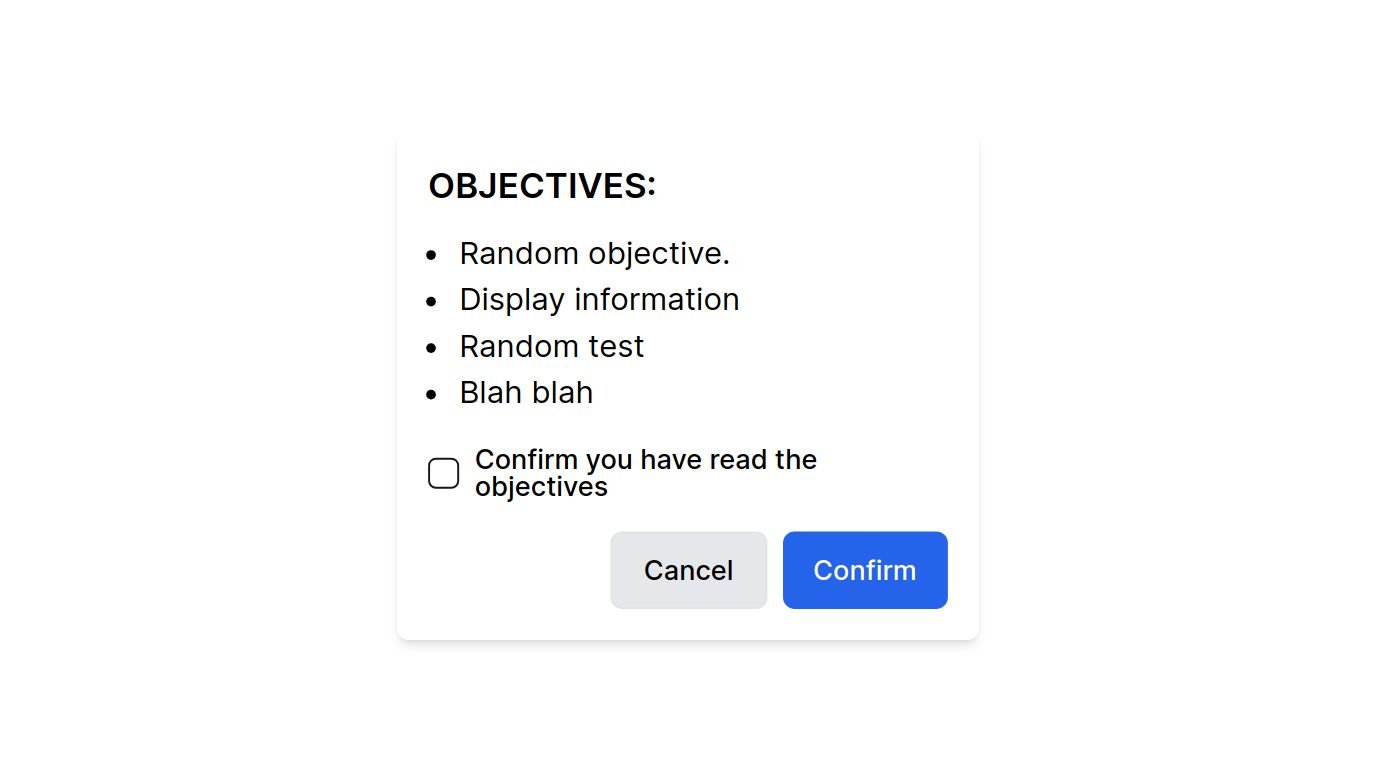 OBJECTIVES:
Random objective.
Display information
Random test
Blah blah
Confirm you have read the
objectives
Cancel Confirm